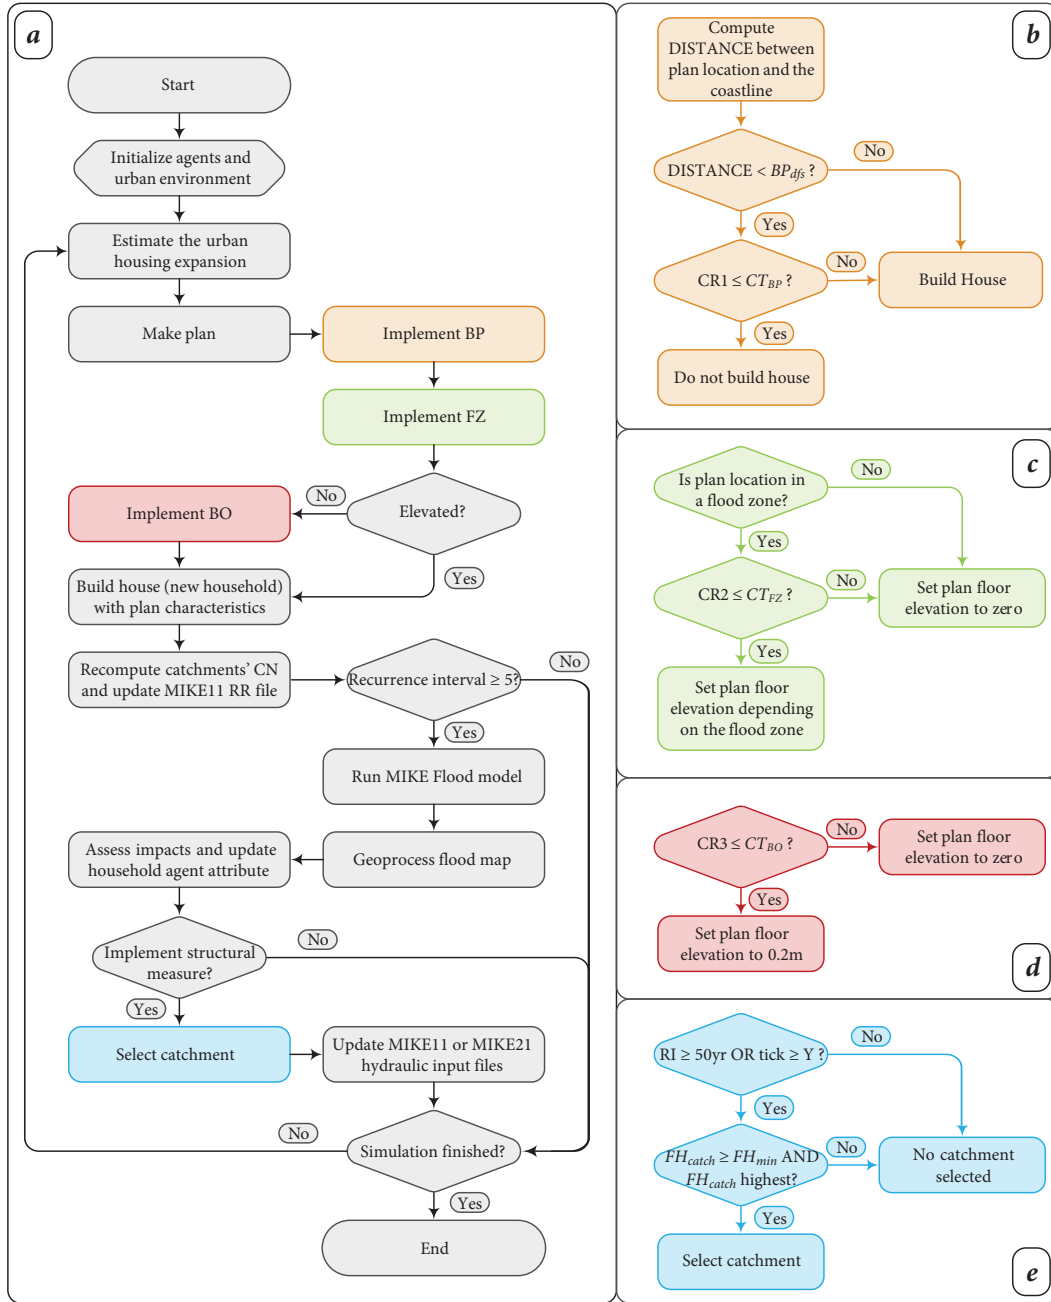 a
Start
Initialize agents and
urban environment
Estimate the urban
housing expansion
Make plan
Implement BP
Implement FZ
Elevated?
No
Implement BO
Yes
Build house (new household)
with plan characteristics
Recompute catchments' CN
and update MIKE11 RR file
Recurrence interval ≥ 5?
No
Yes
Run MIKE Flood model
Geoprocess flood map
Assess impacts and update
household agent attribute
Implement structural
measure?
No
Yes
Select catchment
Update MIKE11 or MIKE21
hydraulic input files
Simulation finished?
No
Yes
End
b
Compute
DISTANCE between
plan location and the
coastline
DISTANCE < BPdfs ?
No
Yes
CR1 ≤ CTBP ?
No
Build House
Yes
Do not build house
c
Is plan location in
a flood zone?
No
Yes
CR2 ≤ CTFZ ?
No
Set plan floor
elevation to zero
Yes
Set plan floor
elevation depending
on the flood zone
CR3 ≤ CTBO ?
No
Set plan floor
elevation to zero
Yes
Set plan floor
elevation to 0.2m
d
RI ≥ 50yr OR tick ≥ Y ?
No
Yes
FHcatch ≥ FHmin AND
FHcatch highest?
No
No catchment
selected
Yes
Select catchment
e